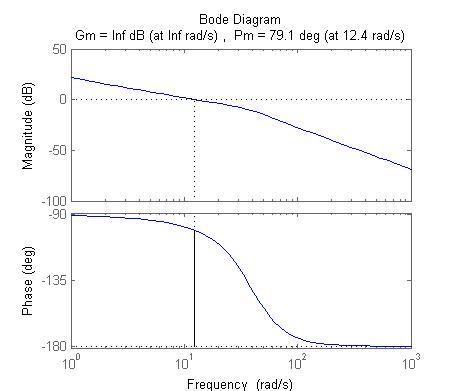 Bode Diagram
Gm = Inf dB (at Inf rad/s) , Pm = 79.1 deg (at 12.4 rad/s)
50
0
-50
-100
Magnitude (dB)
-90
-135
-180
Phase (deg)
10^0 10^1 10^2 10^3
Frequency (rad/s)